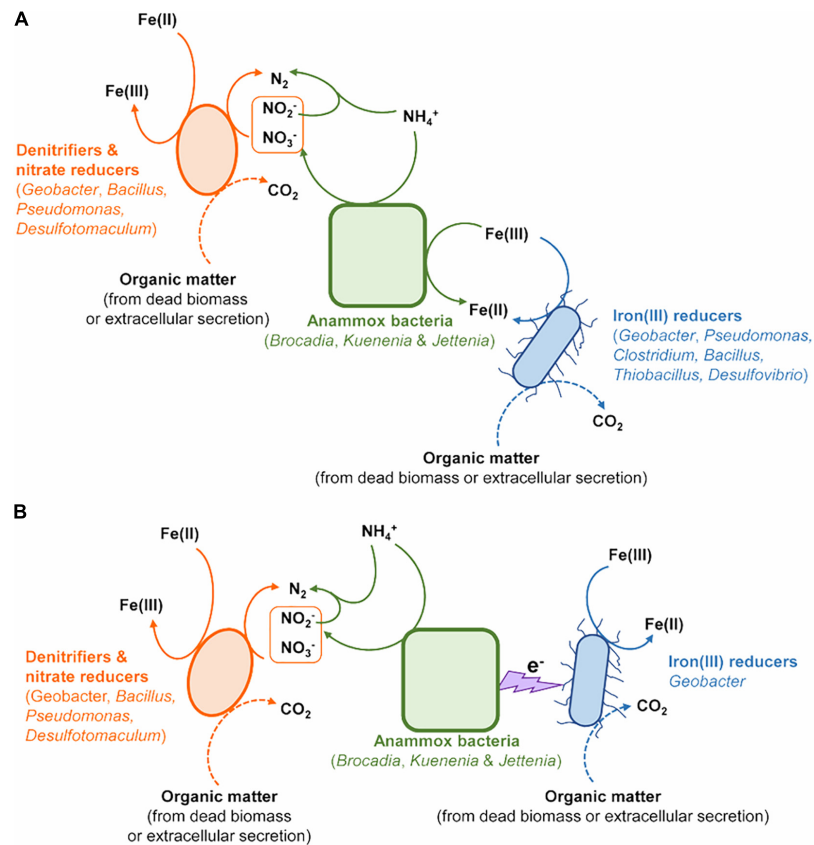 A
Fe(II)
Fe(III)
N2
NO2-
NO3-
NH4+
Denitrifiers &
nitrate reducers
(Geobacter, Bacillus,
Pseudomonas,
Desulfotomaculum)
CO2
Organic matter
(from dead biomass
or extracellular secretion)
Fe(III)
Fe(II)
Anammox bacteria
(Brocadia, Kuenenia & Jettenia)
Iron(III) reducers
(Geobacter, Pseudomonas,
Clostridium, Bacillus,
Thiobacillus, Desulfovibrio)
CO2
Organic matter
(from dead biomass or extracellular secretion)
B
Fe(II)
Fe(III)
N2
NO2-
NO3-
NH4+
Denitrifiers &
nitrate reducers
(Geobacter, Bacillus,
Pseudomonas,
Desulfotomaculum)
CO2
Organic matter
(from dead biomass
or extracellular secretion)
e-
Anammox bacteria
(Brocadia, Kuenenia & Jettenia)
Fe(III)
Fe(II)
Iron(III) reducers
Geobacter
CO2
Organic matter
(from dead biomass or extracellular secretion)